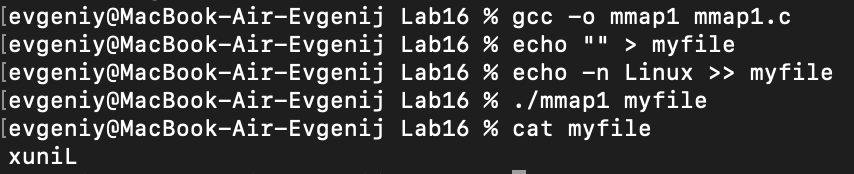 [evgeniy@MacBook-Air-Evgenij Lab16 % gcc -o mmap1 mmap1.c
[evgeniy@MacBook-Air-Evgenij Lab16 % echo "" > myfile
[evgeniy@MacBook-Air-Evgenij Lab16 % echo -n Linux >> myfile
[evgeniy@MacBook-Air-Evgenij Lab16 % ./mmap1 myfile
[evgeniy@MacBook-Air-Evgenij Lab16 % cat myfile
xuniL